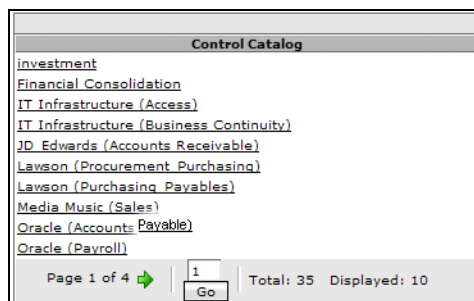 Control Catalog
investment
Financial Consolidation
IT Infrastructure (Access)
IT Infrastructure (Business Continuity)
JD Edwards (Accounts Receivable)
Lawson (Procurement Purchasing)
Lawson (Purchasing Payables)
Media Music (Sales)
Oracle (Accounts Payable)
Oracle (Payroll)
Page 1 of 4 1 Go Total: 35 Displayed: 10